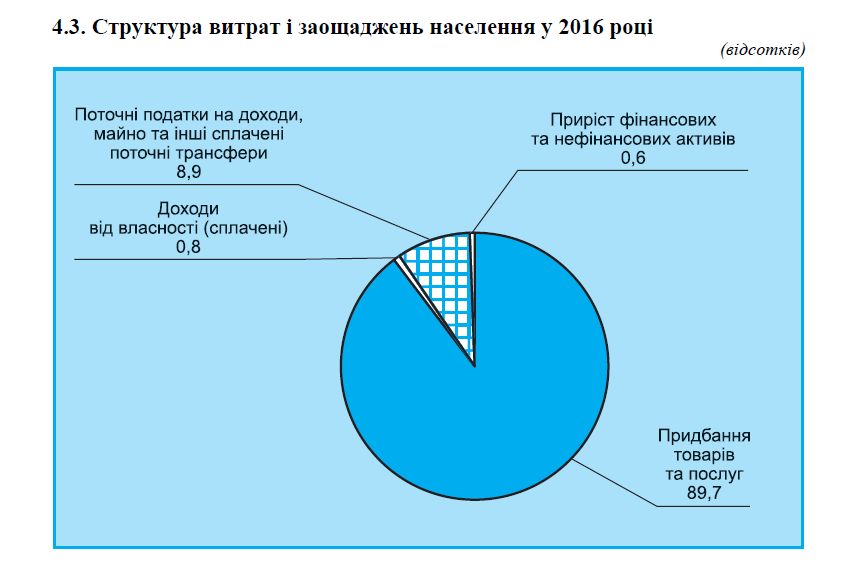 4.3. Структура витрат і заощаджень населення у 2016 році
(відсотків)
Поточні податки на доходи,
майно та інші сплачені
поточні трансфери
8,9
Приріст фінансових
та нефінансових активів
0,6
Доходи
від власності (сплачені)
0,8
Придбання
товарів
та послуг
89,7